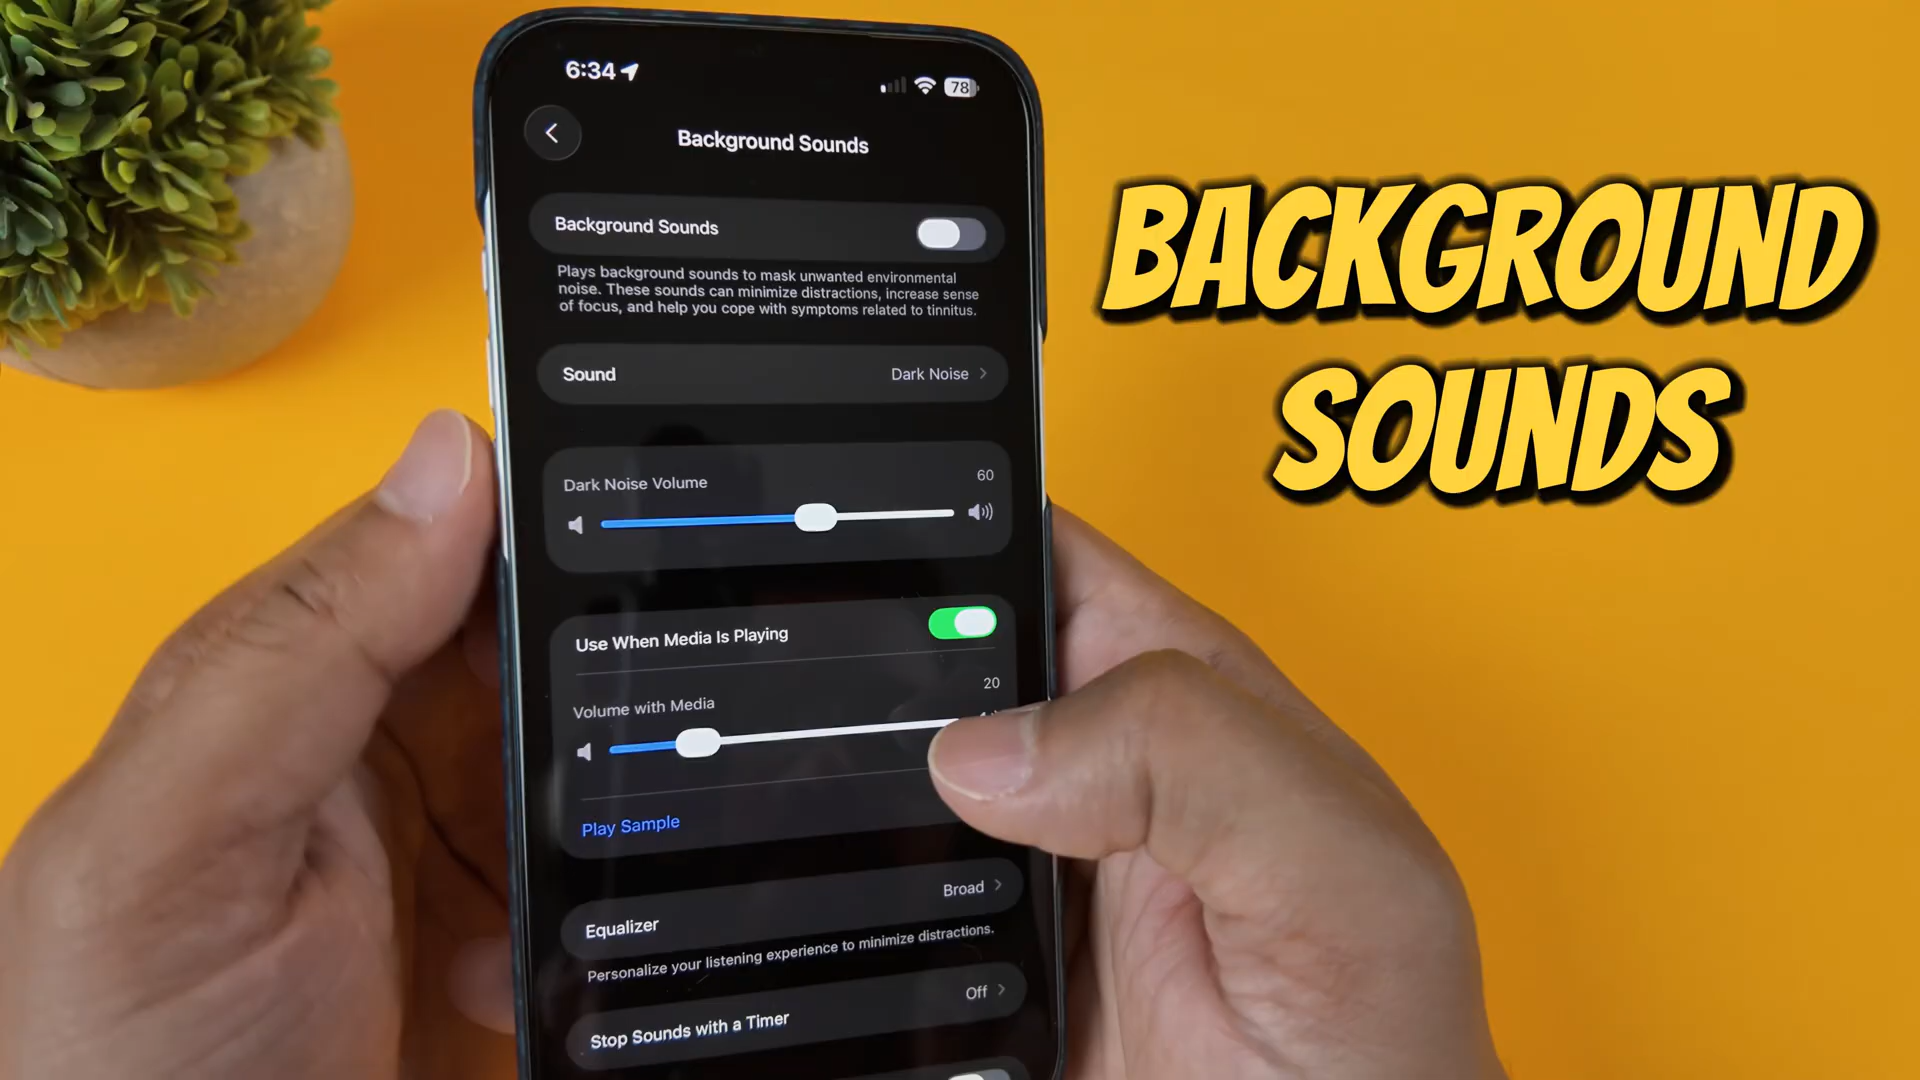 6:34
78
Background Sounds
Background Sounds
Plays background sounds to mask unwanted environmental
noise. These sounds can minimize distractions, increase sense
of focus, and help you cope with symptoms related to tinnitus.
Sound
Dark Noise
Dark Noise Volume
60
Use When Media Is Playing
Volume with Media
20
Play Sample
Equalizer
Broad
Personalize your listening experience to minimize distractions.
Stop Sounds with a Timer
Off
BACKGROUND
SOUNDS